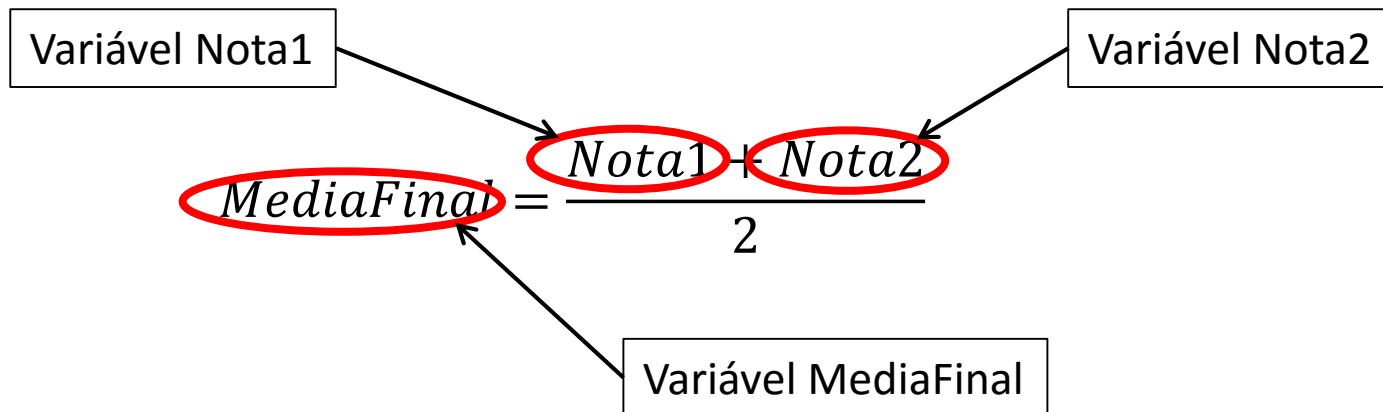 Variável Nota1
Variável Nota2
Nota1 + Nota2
MediaFinal =
2
Variável MediaFinal